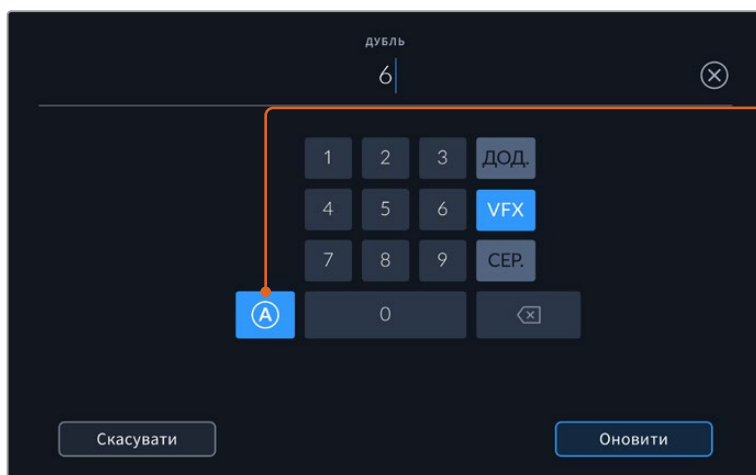 ДУБЛЬ
6
1 2 3 ДОД.
4 5 6 VFX
7 8 9 СЕР.
A 0
Скасувати Оновити